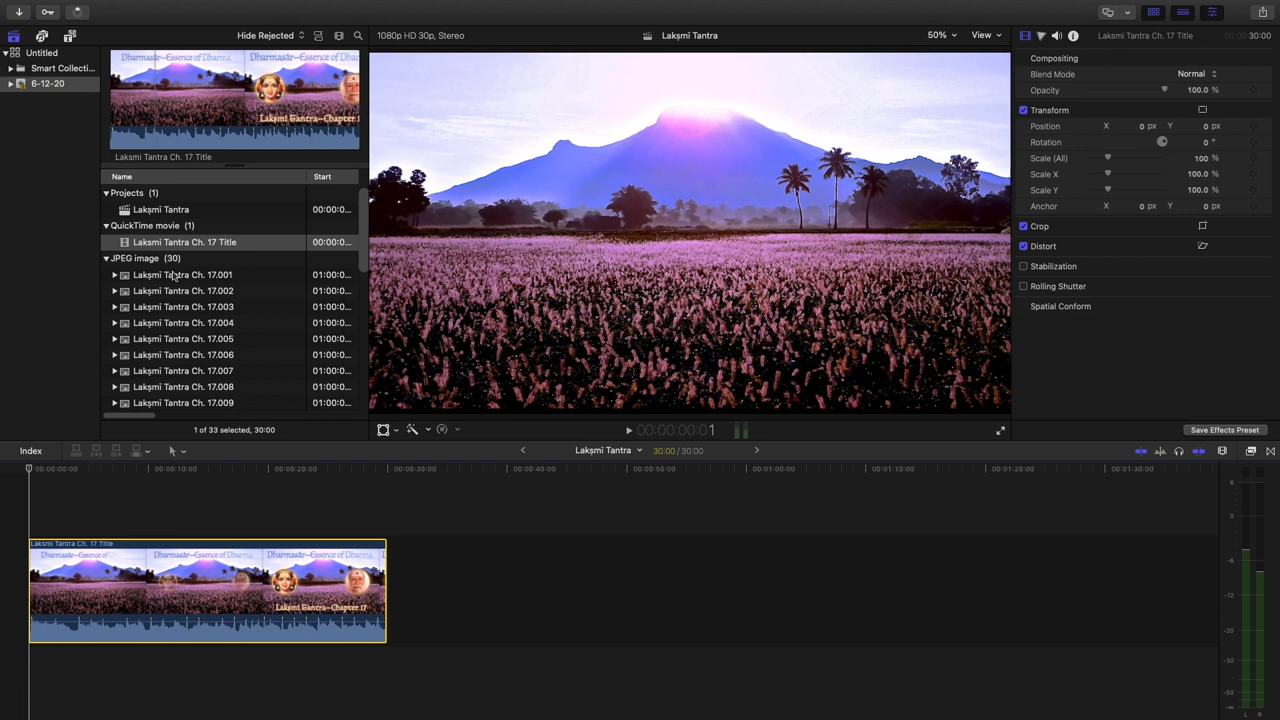 Hide Rejected
1080p HD 30p, Stereo
Lakṣmī Tantra
50%
View
Lakṣmī Tantra Ch. 17 Title
00:00:30:00
Untitled
Smart Collecti...
6-12-20
Dharmasār—Essence of Dharma
Dharmasār—Essence of Dharma
Lakṣmī Tantra—Chapter 1
Laksmi Tantra Ch. 17 Title
Name
Start
Projects (1)
Lakṣmī Tantra
00:00:0...
QuickTime movie (1)
Laksmi Tantra Ch. 17 Title
00:00:0...
JPEG image (30)
Lakṣmī Tantra Ch. 17.001
01:00:0...
Lakṣmī Tantra Ch. 17.002
01:00:0...
Lakṣmī Tantra Ch. 17.003
01:00:0...
Lakṣmī Tantra Ch. 17.004
01:00:0...
Lakṣmī Tantra Ch. 17.005
01:00:0...
Lakṣmī Tantra Ch. 17.006
01:00:0...
Lakṣmī Tantra Ch. 17.007
01:00:0...
Lakṣmī Tantra Ch. 17.008
01:00:0...
Lakṣmī Tantra Ch. 17.009
01:00:0...
1 of 33 selected, 30:00
00:00:00:01
Compositing
Blend Mode
Normal
Opacity
100.0 %
Transform
Position
X 0 px Y 0 px
Rotation
0 °
Scale (All)
100 %
Scale X
100.0 %
Scale Y
100.0 %
Anchor
X 0 px Y 0 px
Crop
Distort
Stabilization
Rolling Shutter
Spatial Conform
Save Effects Preset
Index
Lakṣmī Tantra
30:00 / 30:00
00:00:00:00
00:00:10:00
00:00:20:00
00:00:30:00
00:00:40:00
00:00:50:00
00:01:00:00
00:01:10:00
00:01:20:00
00:01:30:00
Laksmi Tantra Ch. 17 Title
Dharmasār—Essence of
Dharmasār—Essence of Dharma
Dharmasār—Essence of Dharma
Lakṣmī Tantra—Chapter 17
6
0
-6
-12
-20
-30
-50
-∞
L R